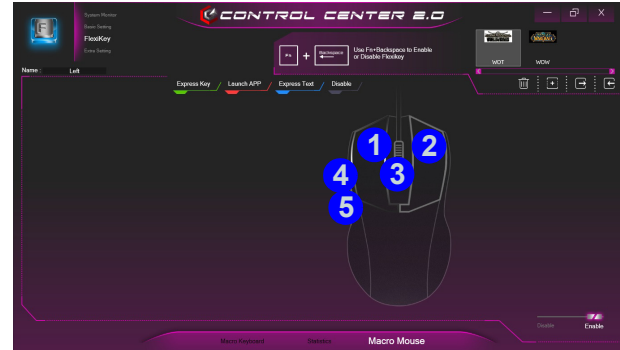 System Monitor
Basic Setting
FlexiKey
Extra Setting
CONTROL CENTER 2.0
Fn + Backspace
Use Fn+Backspace to Enable
or Disable Flexikey
WOT
WOW
Name :
Left
Express Key / Launch APP / Express Text / Disable
1
2
3
4
5
Disable
Enable
Macro Keyboard
Statistics
Macro Mouse